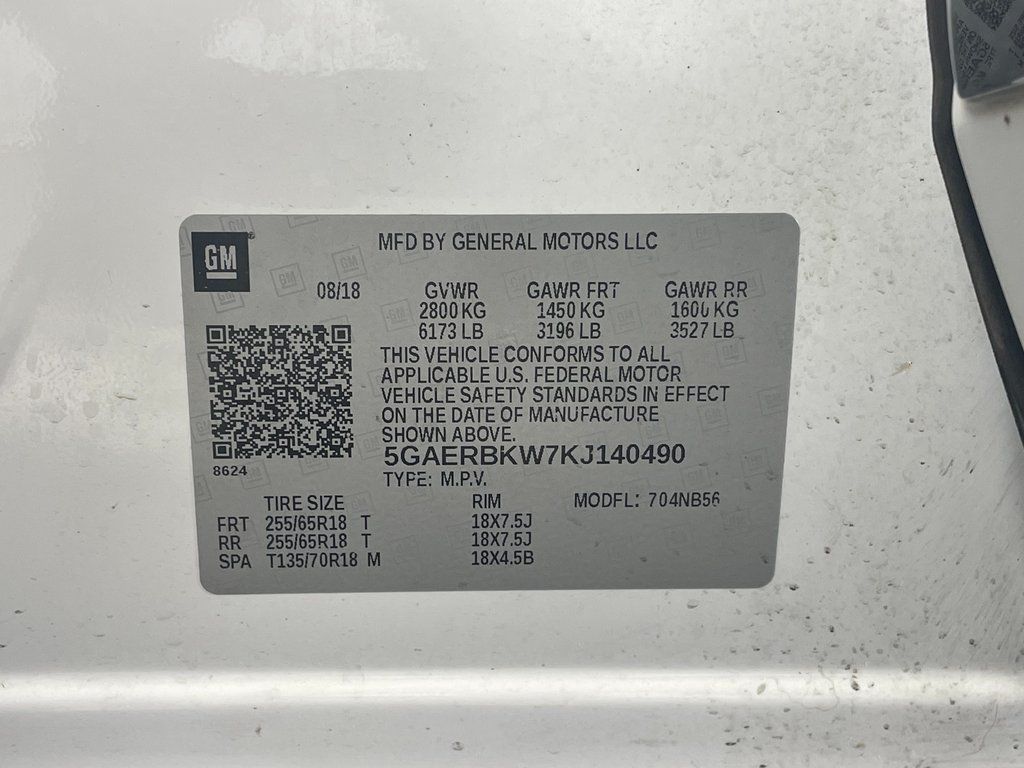 GM
MFD BY GENERAL MOTORS LLC
08/18 GVWR GAWR FRT GAWR RR
2800 KG 1450 KG 1600 KG
6173 LB 3196 LB 3527 LB
THIS VEHICLE CONFORMS TO ALL
APPLICABLE U.S. FEDERAL MOTOR
VEHICLE SAFETY STANDARDS IN EFFECT
ON THE DATE OF MANUFACTURE
SHOWN ABOVE.
5GAERBKW7KJ140490
8624
TYPE: M.P.V.
TIRE SIZE RIM MODEL: 704NB56
FRT 255/65R18 T 18X7.5J
RR 255/65R18 T 18X7.5J
SPA T135/70R18 M 18X4.5B